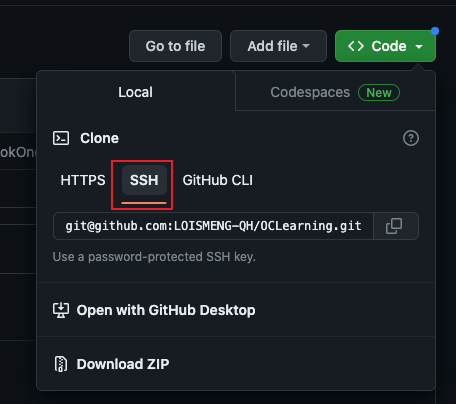 Go to file Add file Code
Local Codespaces New
Clone
HTTPS SSH GitHub CLI
git@github.com:LOISMENG-QH/OCLearning.git
Use a password-protected SSH key.
Open with GitHub Desktop
Download ZIP